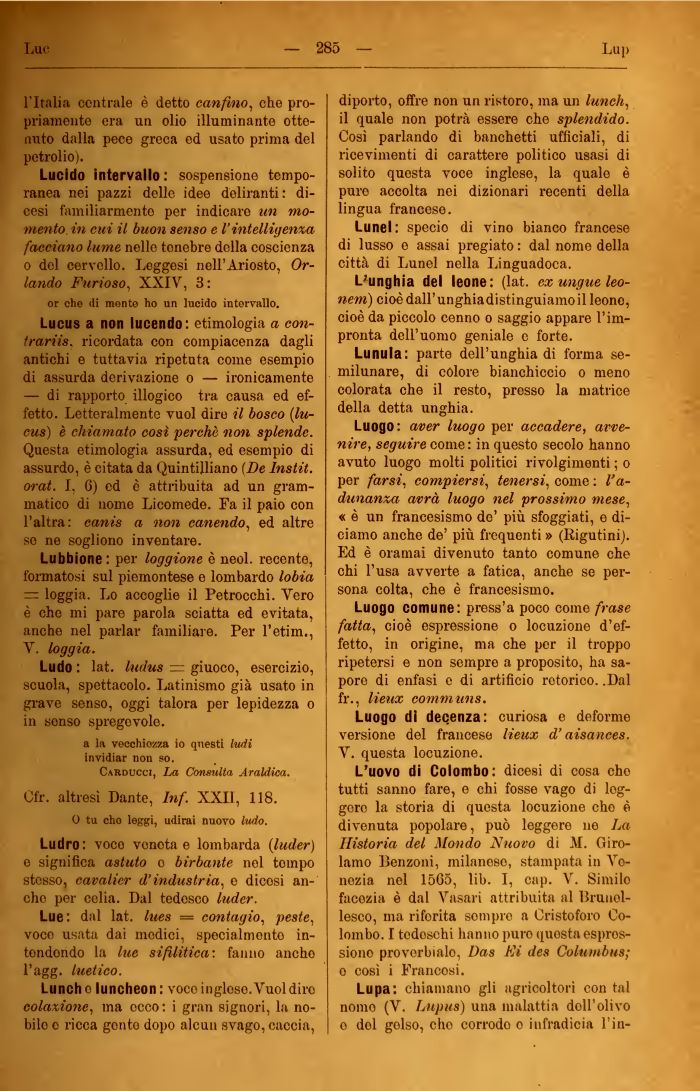 Luc — 285 — Lup
l'Italia centrale è detto canfino, che pro-
priamente era un olio illuminante otte-
nuto dalla pece greca ed usato prima del
petrolio).
Lucido intervallo: sospensione tempo-
ranea nei pazzi delle idee deliranti: di-
cesi familiarmente per indicare un mo-
mento in cui il buon senso e l'intelligenza
facciano lume nelle tenebre della coscienza
o del cervello. Leggesi nell'Ariosto, Or-
lando Furioso, XXIV, 3:
or che di mente ho un lucido intervallo.
Lucus a non lucendo: etimologia a con-
trariis, ricordata con compiacenza dagli
antichi e tuttavia ripetuta come esempio
di assurda derivazione o — ironicamente
— di rapporto illogico tra causa ed ef-
fetto. Letteralmente vuol dire il bosco (lu-
cus) è chiamato così perchè non splende.
Questa etimologia assurda, ed esempio di
assurdo, è citata da Quintilliano (De Instit.
orat. I, 6) ed è attribuita ad un gram-
matico di nome Licomede. Fa il paio con
l'altra: canis a non canendo, ed altre
se ne sogliono inventare.
Lubbione: per loggione è neol. recente,
formatosi sul piemontese e lombardo lobia
= loggia. Lo accoglie il Petrocchi. Vero
è che mi pare parola sciatta ed evitata,
anche nel parlar familiare. Per l'etim.,
V. loggia.
Ludo: lat. ludus = giuoco, esercizio,
scuola, spettacolo. Latinismo già usato in
grave senso, oggi talora per lepidezza o
in senso spregevole.
a la vecchiezza io questi ludi
invidiar non so.
Carducci, La Consulta Araldica.
Cfr. altresì Dante, Inf. XXII, 118.
O tu che leggi, udirai nuovo ludo.
Ludro: voce veneta e lombarda (luder)
e significa astuto o birbante nel tempo
stesso, cavalier d'industria, e dicesi an-
che per celia. Dal tedesco luder.
Lue: dal lat. lues = contagio, peste,
voce usata dai medici, specialmente in-
tendendo la lue sifilitica: fanno anche
l'agg. luetico.
Lunch e luncheon: voce inglese. Vuol dire
colazione, ma ecco: i gran signori, la no-
bile e ricca gente dopo alcun svago, caccia,
diporto, offre non un ristoro, ma un lunch,
il quale non potrà essere che splendido.
Così parlando di banchetti ufficiali, di
ricevimenti di carattere politico usasi di
solito questa voce inglese, la quale è
pure accolta nei dizionari recenti della
lingua francese.
Lunel: specie di vino bianco francese
di lusso e assai pregiato: dal nome della
città di Lunel nella Linguadoca.
L'unghia del leone: (lat. ex ungue leo-
nem) cioè dall'unghia distinguiamo il leone,
cioè da piccolo cenno o saggio appare l'im-
pronta dell'uomo geniale e forte.
Lunula: parte dell'unghia di forma se-
milunare, di colore bianchiccio o meno
colorata che il resto, presso la matrice
della detta unghia.
Luogo: aver luogo per accadere, avve-
nire, seguire come: in questo secolo hanno
avuto luogo molti politici rivolgimenti; o
per farsi, compiersi, tenersi, come: l'a-
dunanza avrà luogo nel prossimo mese,
« è un francesismo de' più sfoggiati, e di-
ciamo anche de' più frequenti » (Rigutini).
Ed è oramai divenuto tanto comune che
chi l'usa avverte a fatica, anche se per-
sona colta, che è francesismo.
Luogo comune: press'a poco come frase
fatta, cioè espressione o locuzione d'ef-
fetto, in origine, ma che per il troppo
ripetersi e non sempre a proposito, ha sa-
pore di enfasi e di artificio retorico. Dal
fr., lieux communs.
Luogo di decenza: curiosa e deforme
versione del francese lieux d'aisances.
V. questa locuzione.
L'uovo di Colombo: dicesi di cosa che
tutti sanno fare, e chi fosse vago di leg-
gere la storia di questa locuzione che è
divenuta popolare, può leggere ne La
Historia del Mondo Nuovo di M. Giro-
lamo Benzoni, milanese, stampata in Ve-
nezia nel 1565, lib. I, cap. V. Simile
facezia è dal Vasari attribuita al Brunel-
lesco, ma riferita sempre a Cristoforo Co-
lombo. I tedeschi hanno pure questa espres-
sione proverbiale, Das Ei des Columbus;
e così i Francesi.
Lupa: chiamano gli agricoltori con tal
nome (V. Lupus) una malattia dell'olivo
e del gelso, che corrode o infradicia l'in-